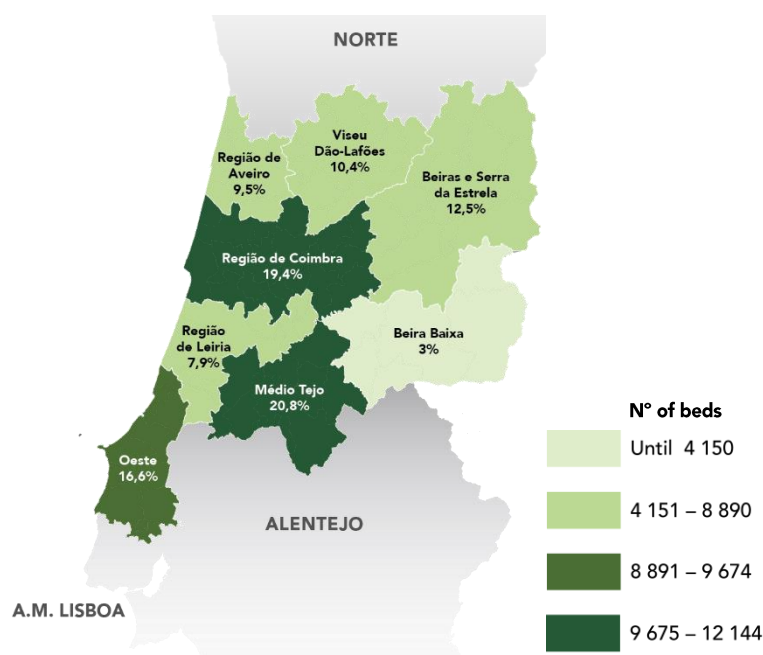 NORTE
Viseu
Dão-Lafões
10,4%
Região de
Aveiro
9,5%
Beiras e Serra
da Estrela
12,5%
Região de Coimbra
19,4%
Região
de Leiria
7,9%
Beira Baixa
3%
Médio Tejo
20,8%
Oeste
16,6%
ALENTEJO
A.M. LISBOA
Nº of beds
Until 4 150
4 151 – 8 890
8 891 – 9 674
9 675 – 12 144